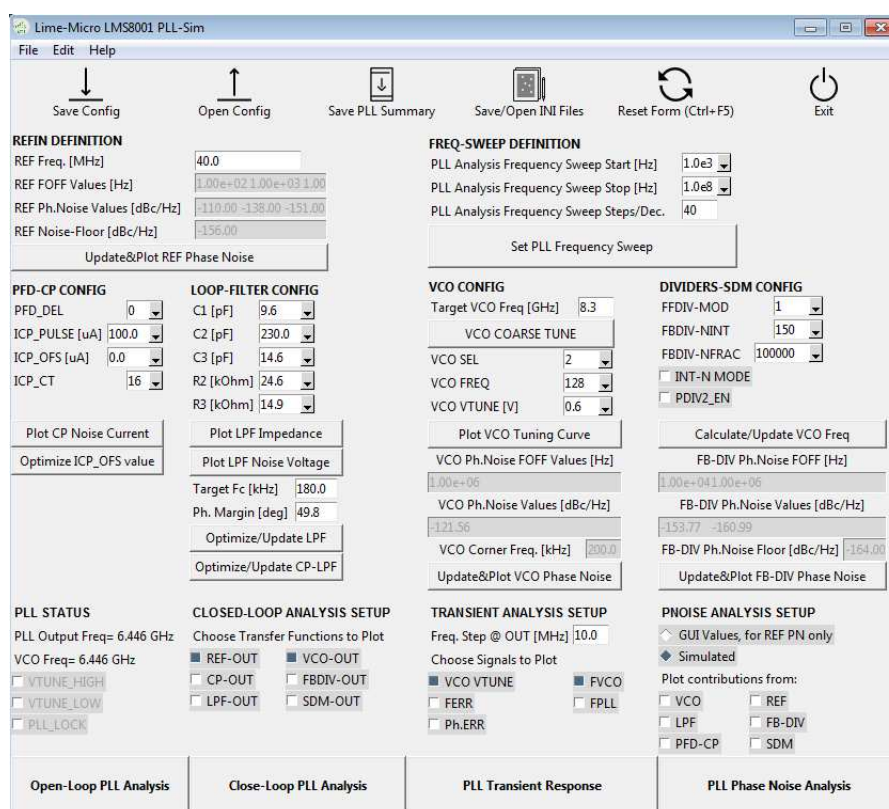 Lime-Micro LMS8001 PLL-Sim
File Edit Help
Save Config Open Config Save PLL Summary Save/Open INI Files Reset Form (Ctrl+F5) Exit
REFIN DEFINITION
REF Freq. [MHz] 40.0
REF FOFF Values [Hz] 1.00e+02 1.00e+03 1.00
REF Ph.Noise Values [dBc/Hz] -110.00 -138.00 -151.00
REF Noise-Floor [dBc/Hz] -156.00
Update&Plot REF Phase Noise
FREQ-SWEEP DEFINITION
PLL Analysis Frequency Sweep Start [Hz] 1.0e3
PLL Analysis Frequency Sweep Stop [Hz] 1.0e8
PLL Analysis Frequency Sweep Steps/Dec. 40
Set PLL Frequency Sweep
PFD-CP CONFIG
PFD_DEL 0
ICP_PULSE [uA] 100.0
ICP_OFS [uA] 0.0
ICP_CT 16
Plot CP Noise Current
Optimize ICP_OFS value
LOOP-FILTER CONFIG
C1 [pF] 9.6
C2 [pF] 230.0
C3 [pF] 14.6
R2 [kOhm] 24.6
R3 [kOhm] 14.9
Plot LPF Impedance
Plot LPF Noise Voltage
Target Fc [kHz] 180.0
Ph. Margin [deg] 49.8
Optimize/Update LPF
Optimize/Update CP-LPF
VCO CONFIG
Target VCO Freq [GHz] 8.3
VCO COARSE TUNE
VCO SEL 2
VCO FREQ 128
VCO VTUNE [V] 0.6
Plot VCO Tuning Curve
VCO Ph.Noise FOFF Values [Hz]
1.00e+06
VCO Ph.Noise Values [dBc/Hz]
-121.56
VCO Corner Freq. [kHz] 200.0
Update&Plot VCO Phase Noise
DIVIDERS-SDM CONFIG
FFDIV-MOD 1
FBDIV-NINT 150
FBDIV-NFRAC 100000
INT-N MODE
PDIV2_EN
Calculate/Update VCO Freq
FB-DIV Ph.Noise FOFF [Hz]
1.00e+04 1.00e+06
FB-DIV Ph.Noise Values [dBc/Hz]
-153.77 -160.99
FB-DIV Ph.Noise Floor [dBc/Hz] -164.00
Update&Plot FB-DIV Phase Noise
PLL STATUS
PLL Output Freq= 6.446 GHz
VCO Freq= 6.446 GHz
VTUNE_HIGH
VTUNE_LOW
PLL_LOCK
CLOSED-LOOP ANALYSIS SETUP
Choose Transfer Functions to Plot
REF-OUT VCO-OUT
CP-OUT FBDIV-OUT
LPF-OUT SDM-OUT
TRANSIENT ANALYSIS SETUP
Freq. Step @ OUT [MHz] 10.0
Choose Signals to Plot
VCO VTUNE FVCO
FERR FPLL
Ph.ERR
PNOISE ANALYSIS SETUP
GUI Values, for REF PN only
Simulated
Plot contributions from:
VCO REF
LPF FB-DIV
PFD-CP SDM
Open-Loop PLL Analysis Close-Loop PLL Analysis PLL Transient Response PLL Phase Noise Analysis